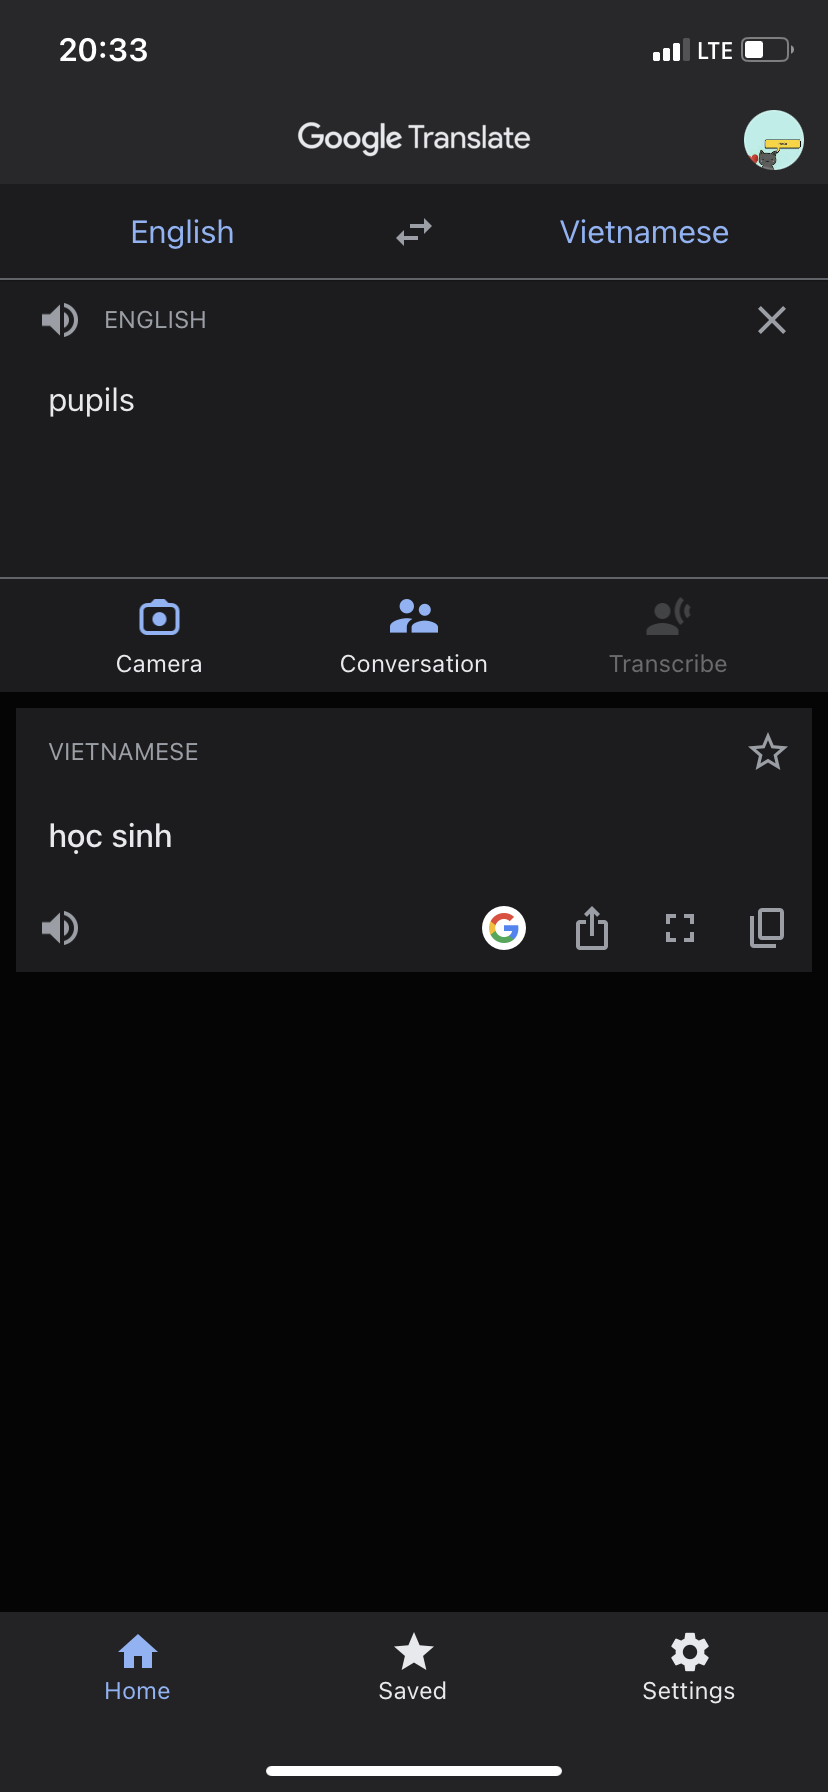 20:33
LTE
Google Translate
English
Vietnamese
ENGLISH
pupils
Camera
Conversation
Transcribe
VIETNAMESE
học sinh
Home
Saved
Settings